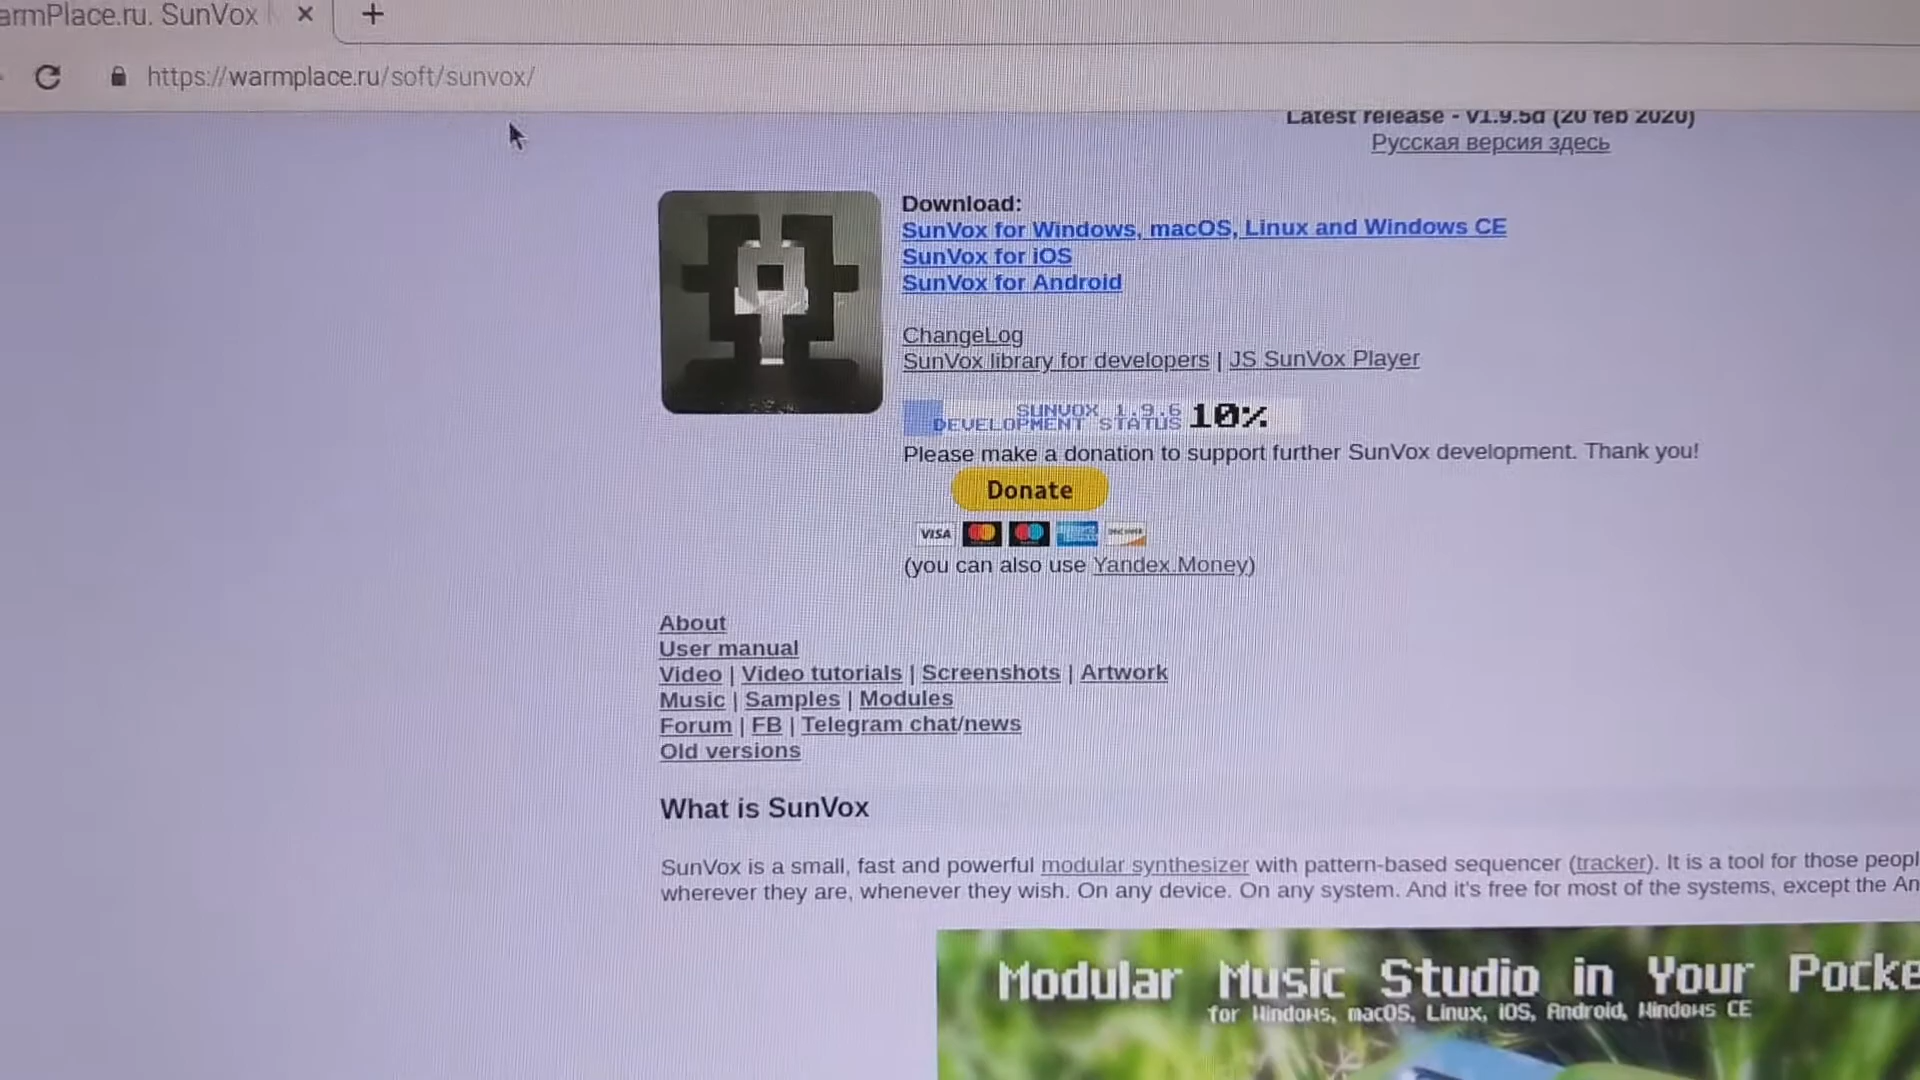 armPlace.ru. SunVox
https://warmplace.ru/soft/sunvox/
Latest release - v1.9.5d (20 feb 2020)
Русская версия здесь
Download:
SunVox for Windows, macOS, Linux and Windows CE
SunVox for iOS
SunVox for Android
ChangeLog
SunVox library for developers | JS SunVox Player
SUNVOX 1.9.6
DEVELOPMENT STATUS 10%
Please make a donation to support further SunVox development. Thank you!
Donate
VISA
DISCOVER
(you can also use Yandex.Money)
About
User manual
Video | Video tutorials | Screenshots | Artwork
Music | Samples | Modules
Forum | FB | Telegram chat/news
Old versions
What is SunVox
SunVox is a small, fast and powerful modular synthesizer with pattern-based sequencer (tracker). It is a tool for those peopl
wherever they are, whenever they wish. On any device. On any system. And it's free for most of the systems, except the An
Modular Music Studio in Your Pocke
for Windows, macOS, Linux, iOS, Android, Windows CE